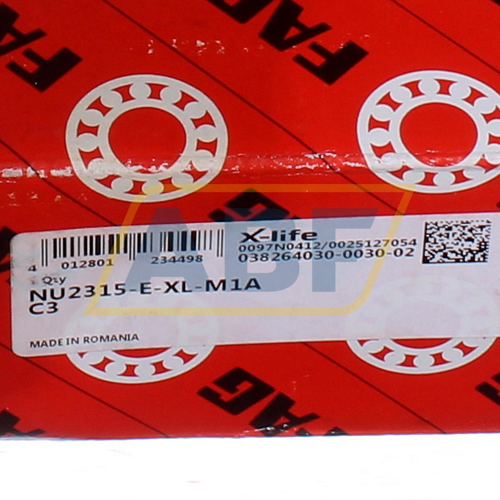 FAG
FAG
X-life
0097N0412/0025127054
038264030-0030-02
4 012801 234498
Qty
NU2315-E-XL-M1A
C3
MADE IN ROMANIA
ABF
FAG
FAG